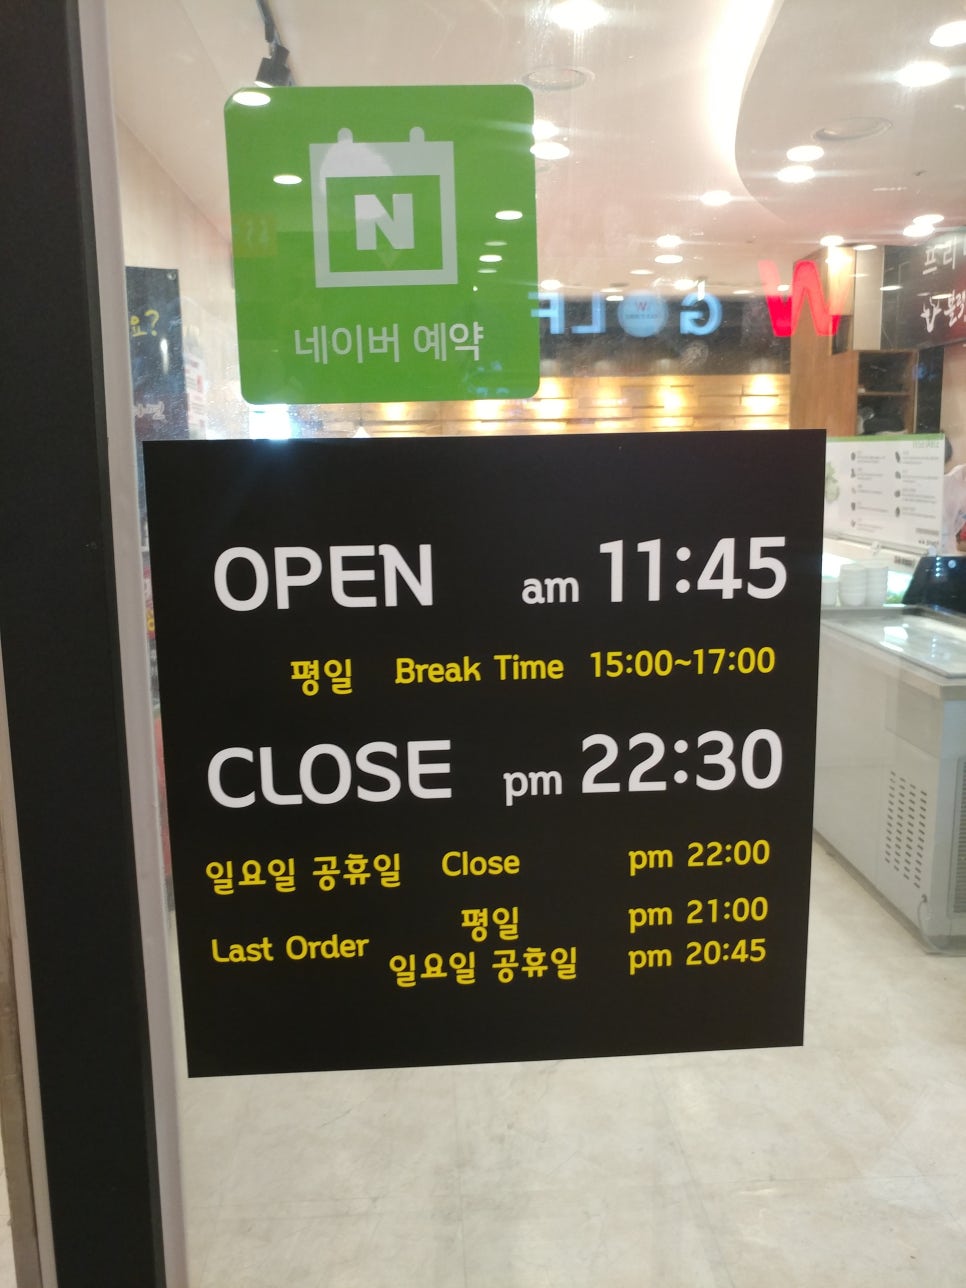 N
네이버 예약
W GOLF
OPEN am 11:45
평일 Break Time 15:00~17:00
CLOSE pm 22:30
일요일 공휴일 Close pm 22:00
Last Order 평일 pm 21:00
일요일 공휴일 pm 20:45